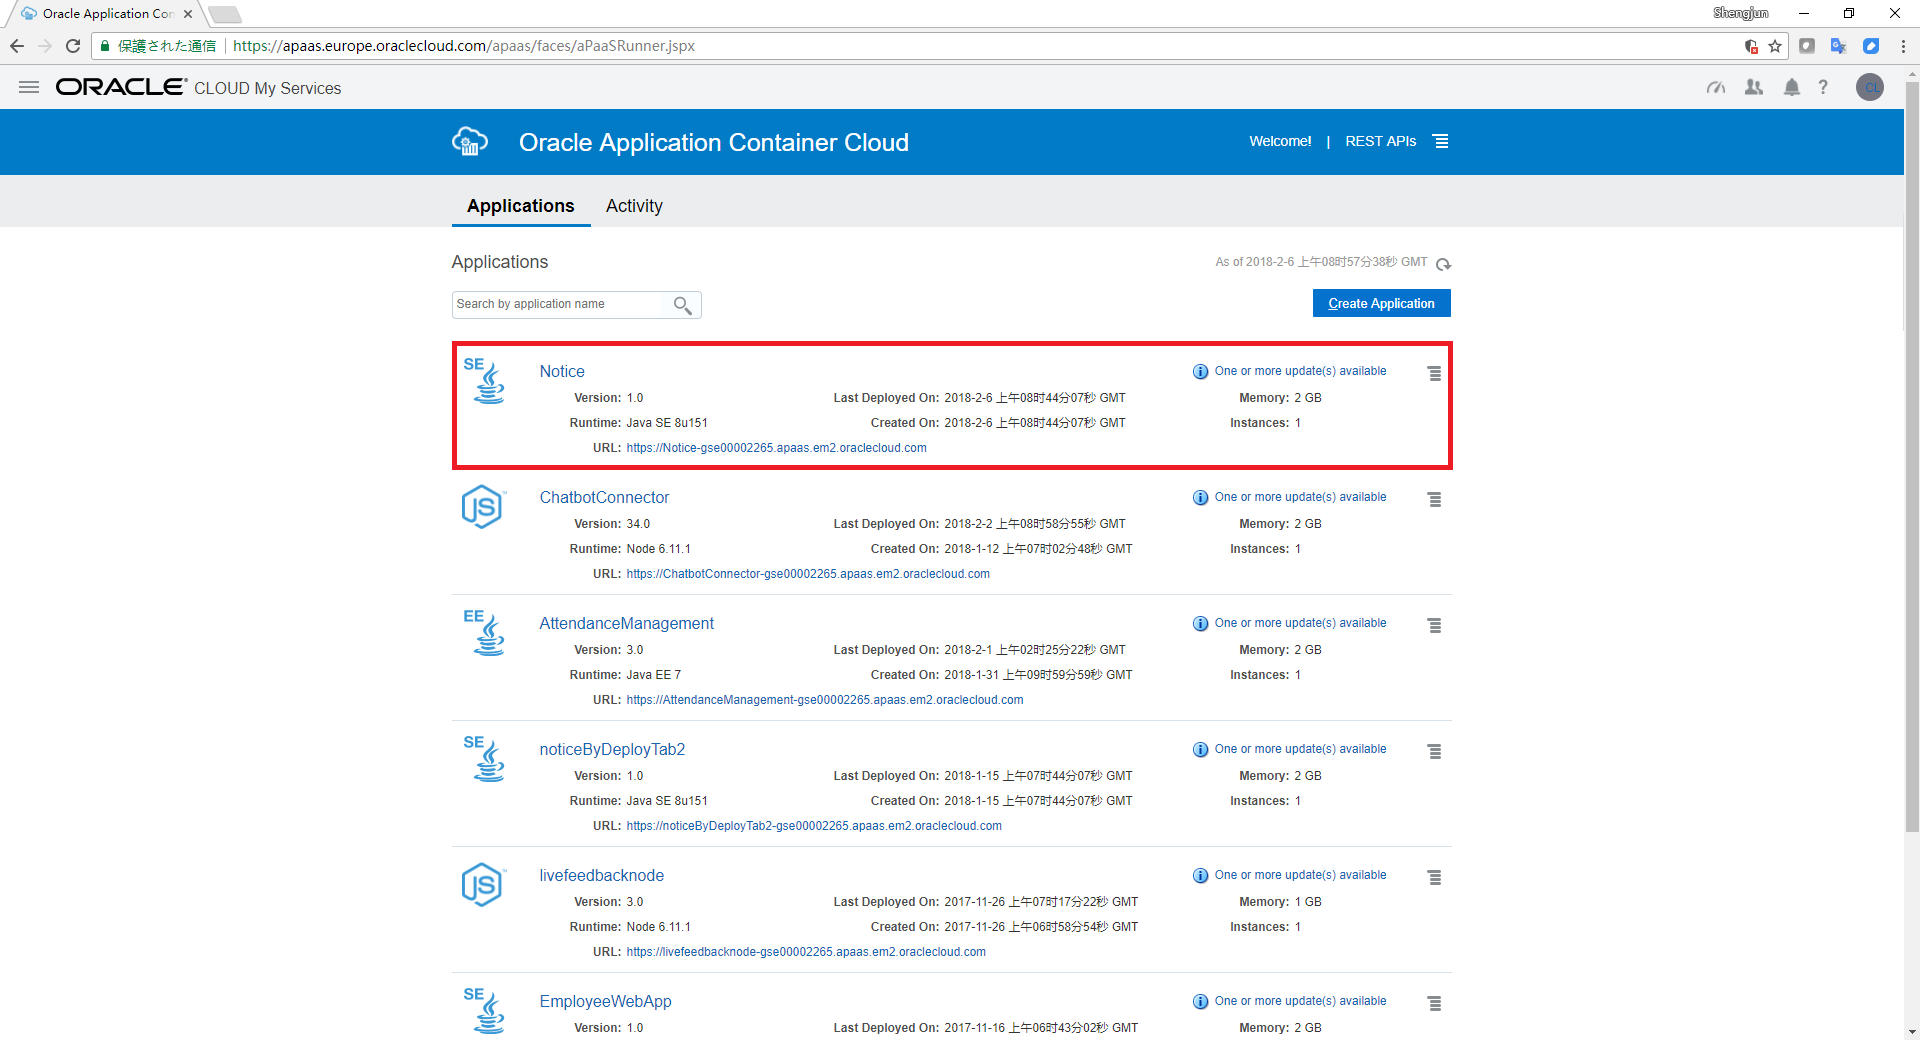 Oracle Application Con
Shengjun
保護された通信 https://apaas.europe.oraclecloud.com/apaas/faces/aPaaSRunner.jspx
ORACLE CLOUD My Services
CL
Oracle Application Container Cloud Welcome! | REST APIs
Applications Activity
Applications As of 2018-2-6 上午08时57分38秒 GMT
Search by application name Create Application
SE Notice One or more update(s) available
Version: 1.0 Last Deployed On: 2018-2-6 上午08时44分07秒 GMT Memory: 2 GB
Runtime: Java SE 8u151 Created On: 2018-2-6 上午08时44分07秒 GMT Instances: 1
URL: https://Notice-gse00002265.apaas.em2.oraclecloud.com
JS ChatbotConnector One or more update(s) available
Version: 34.0 Last Deployed On: 2018-2-2 上午08时58分55秒 GMT Memory: 2 GB
Runtime: Node 6.11.1 Created On: 2018-1-12 上午07时02分48秒 GMT Instances: 1
URL: https://ChatbotConnector-gse00002265.apaas.em2.oraclecloud.com
EE AttendanceManagement One or more update(s) available
Version: 3.0 Last Deployed On: 2018-2-1 上午02时25分22秒 GMT Memory: 2 GB
Runtime: Java EE 7 Created On: 2018-1-31 上午09时59分59秒 GMT Instances: 1
URL: https://AttendanceManagement-gse00002265.apaas.em2.oraclecloud.com
SE noticeByDeployTab2 One or more update(s) available
Version: 1.0 Last Deployed On: 2018-1-15 上午07时44分07秒 GMT Memory: 2 GB
Runtime: Java SE 8u151 Created On: 2018-1-15 上午07时44分07秒 GMT Instances: 1
URL: https://noticeByDeployTab2-gse00002265.apaas.em2.oraclecloud.com
JS livefeedbacknode One or more update(s) available
Version: 3.0 Last Deployed On: 2017-11-26 上午07时17分22秒 GMT Memory: 1 GB
Runtime: Node 6.11.1 Created On: 2017-11-26 上午06时58分54秒 GMT Instances: 1
URL: https://livefeedbacknode-gse00002265.apaas.em2.oraclecloud.com
SE EmployeeWebApp One or more update(s) available
Version: 1.0 Last Deployed On: 2017-11-16 上午06时43分02秒 GMT Memory: 2 GB